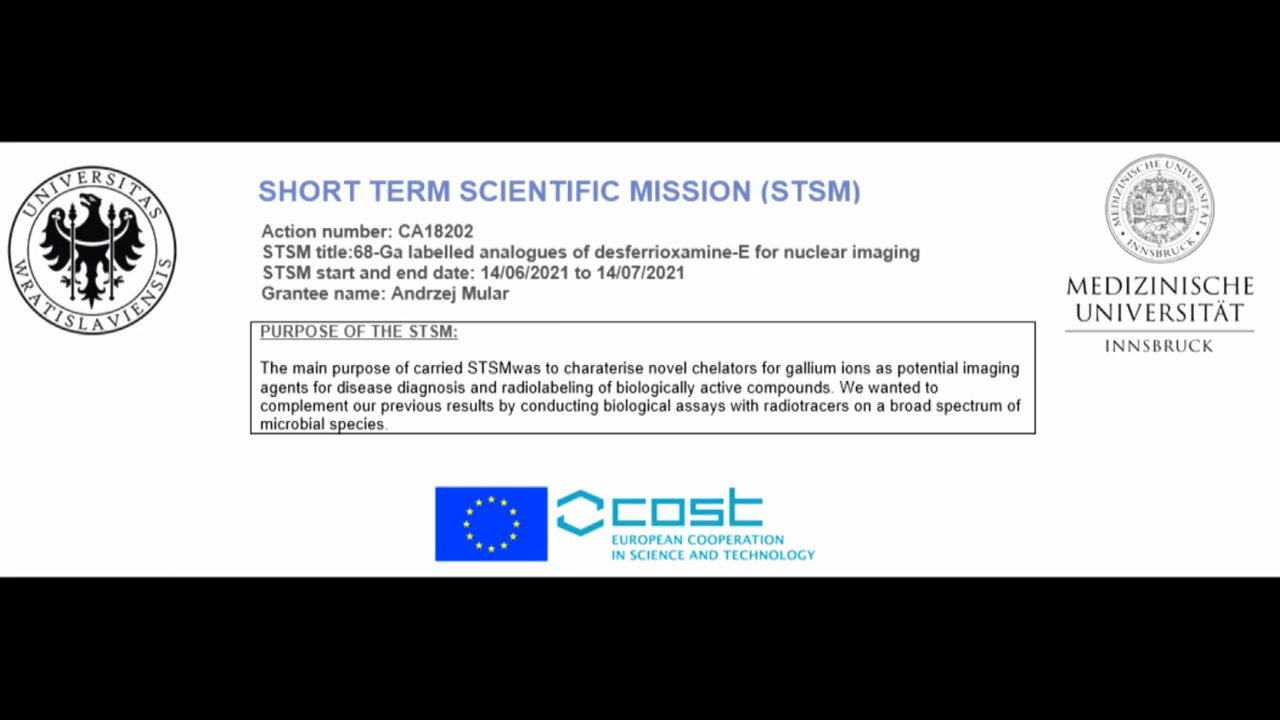 UNIVERSITAS
WRATISLAVIENSIS
SHORT TERM SCIENTIFIC MISSION (STSM)
Action number: CA18202
STSM title:68-Ga labelled analogues of desferrioxamine-E for nuclear imaging
STSM start and end date: 14/06/2021 to 14/07/2021
Grantee name: Andrzej Mular
PURPOSE OF THE STSM:
The main purpose of carried STSMwas to charaterise novel chelators for gallium ions as potential imaging
agents for disease diagnosis and radiolabeling of biologically active compounds. We wanted to
complement our previous results by conducting biological assays with radiotracers on a broad spectrum of
microbial species.
MEDIZINISCHE UNIVERSITÄT
• INNSBRUCK •
MEDIZINISCHE
UNIVERSITÄT
INNSBRUCK
cost
EUROPEAN COOPERATION
IN SCIENCE AND TECHNOLOGY